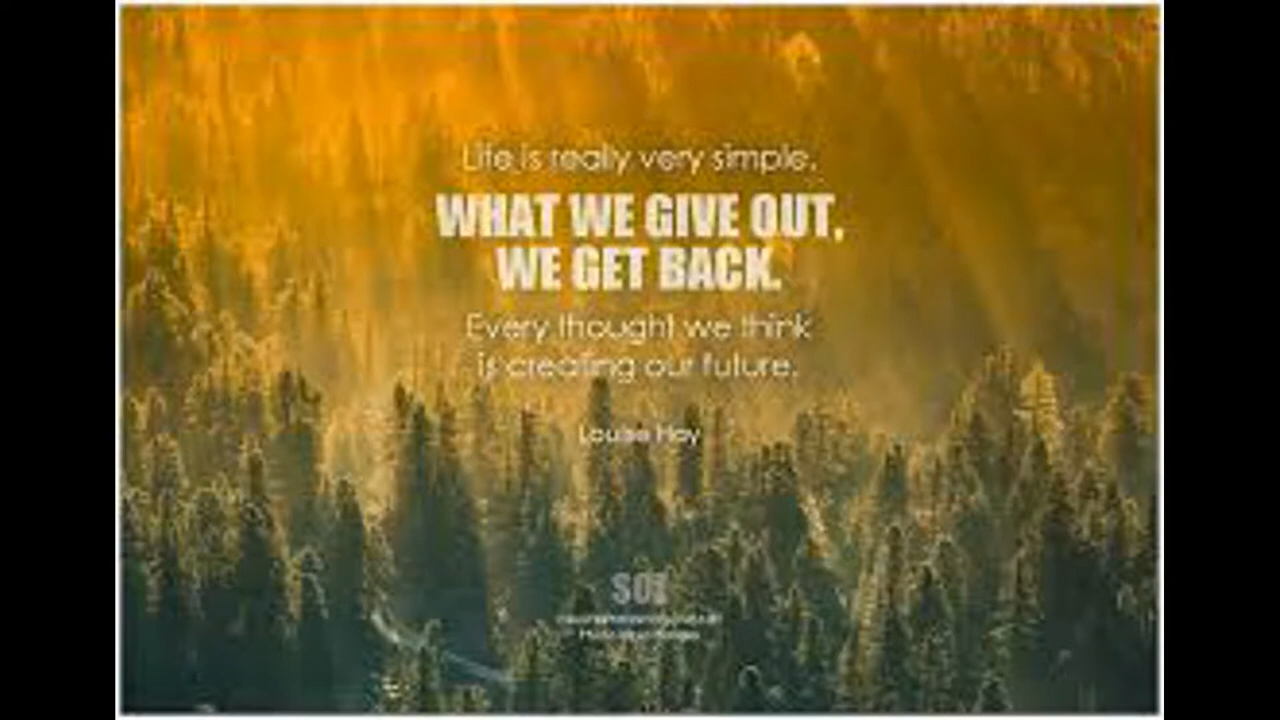 Life is really very simple.
WHAT WE GIVE OUT,
WE GET BACK.
Every thought we think
is creating our future.
Louise Hay